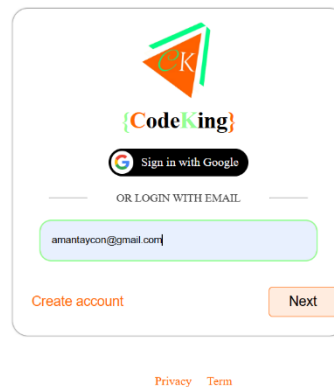 CK
{CodeKing}
Sign in with Google
OR LOGIN WITH EMAIL
amantaycon@gmail.com
Create account
Next
Privacy
Term